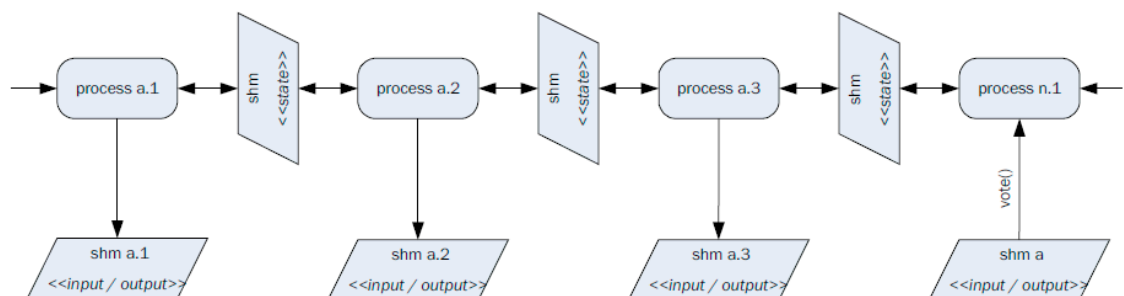 process a.1
shm
<<state>>
process a.2
shm
<<state>>
process a.3
shm
<<state>>
process n.1
vote()
shm a.1
<<input / output>>
shm a.2
<<input / output>>
shm a.3
<<input / output>>
shm a
<<input / output>>